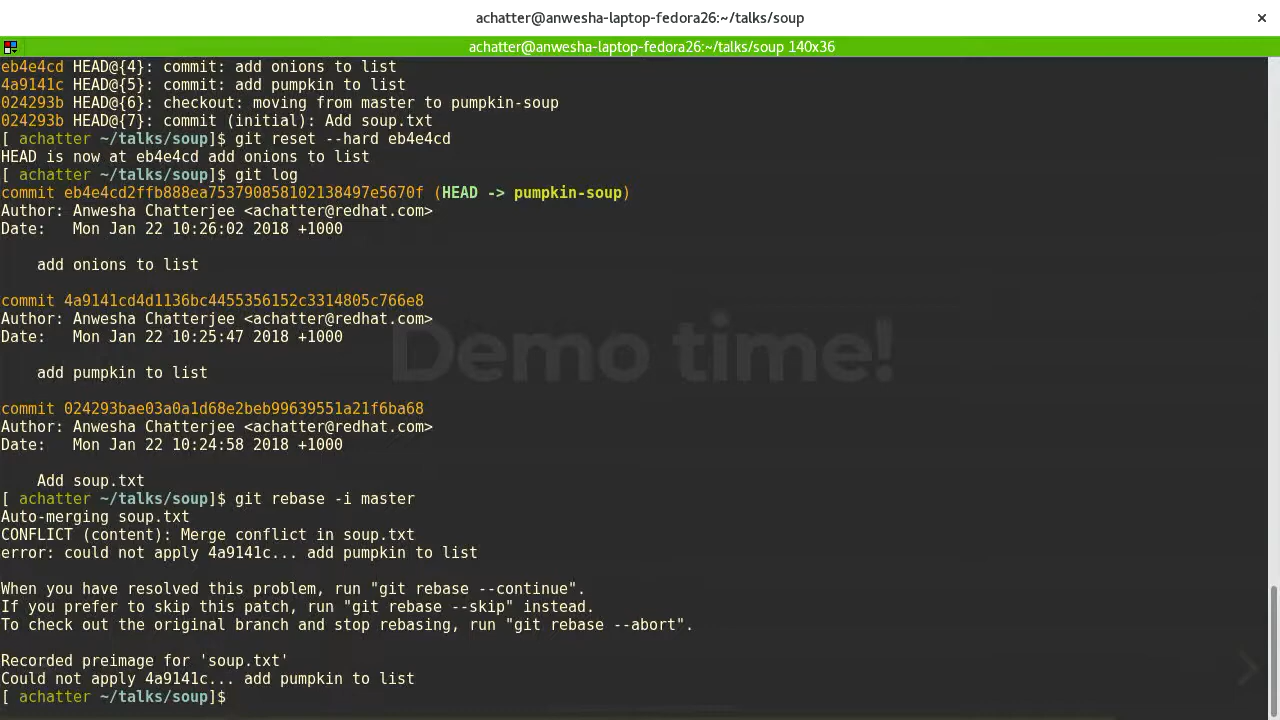 achatter@anwesha-laptop-fedora26:~/talks/soup
achatter@anwesha-laptop-fedora26:~/talks/soup 140x36
eb4e4cd HEAD@{4}: commit: add onions to list
4a9141c HEAD@{5}: commit: add pumpkin to list
024293b HEAD@{6}: checkout: moving from master to pumpkin-soup
024293b HEAD@{7}: commit (initial): Add soup.txt
[ achatter ~/talks/soup]$ git reset --hard eb4e4cd
HEAD is now at eb4e4cd add onions to list
[ achatter ~/talks/soup]$ git log
commit eb4e4cd2ffb888ea753790858102138497e5670f (HEAD -> pumpkin-soup)
Author: Anwesha Chatterjee <achatter@redhat.com>
Date:   Mon Jan 22 10:26:02 2018 +1000
add onions to list
commit 4a9141cd4d1136bc4455356152c3314805c766e8
Author: Anwesha Chatterjee <achatter@redhat.com>
Date:   Mon Jan 22 10:25:47 2018 +1000
Demo time!
add pumpkin to list
commit 024293bae03a0a1d68e2beb99639551a21f6ba68
Author: Anwesha Chatterjee <achatter@redhat.com>
Date:   Mon Jan 22 10:24:58 2018 +1000
Add soup.txt
[ achatter ~/talks/soup]$ git rebase -i master
Auto-merging soup.txt
CONFLICT (content): Merge conflict in soup.txt
error: could not apply 4a9141c... add pumpkin to list
When you have resolved this problem, run "git rebase --continue".
If you prefer to skip this patch, run "git rebase --skip" instead.
To check out the original branch and stop rebasing, run "git rebase --abort".
Recorded preimage for 'soup.txt'
Could not apply 4a9141c... add pumpkin to list
[ achatter ~/talks/soup]$